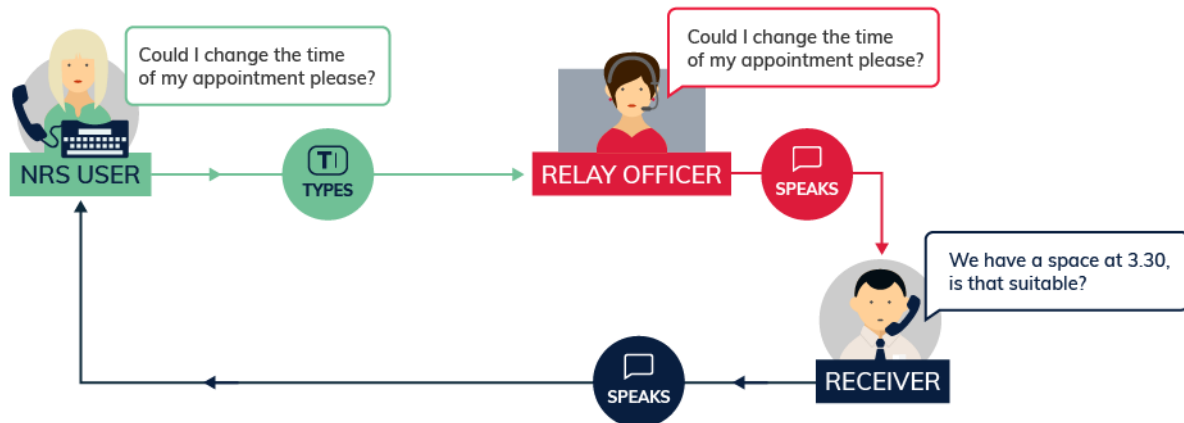 Could I change the time
of my appointment please?
Could I change the time
of my appointment please?
NRS USER
TI
TYPES
RELAY OFFICER
SPEAKS
We have a space at 3.30,
is that suitable?
SPEAKS
RECEIVER